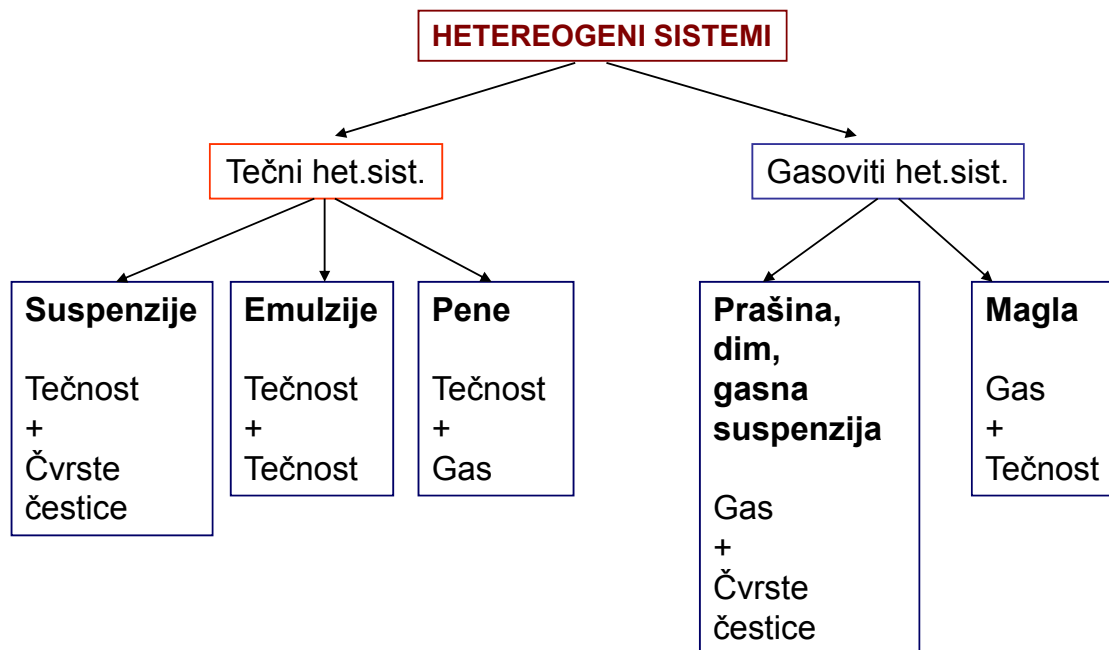 HETEREOGENI SISTEMI
Tečni het.sist.
Gasoviti het.sist.
Suspenzije
Tečnost
+
Čvrste
čestice
Emulzije
Tečnost
+
Tečnost
Pene
Tečnost
+
Gas
Prašina,
dim,
gasna
suspenzija
Gas
+
Čvrste
čestice
Magla
Gas
+
Tečnost